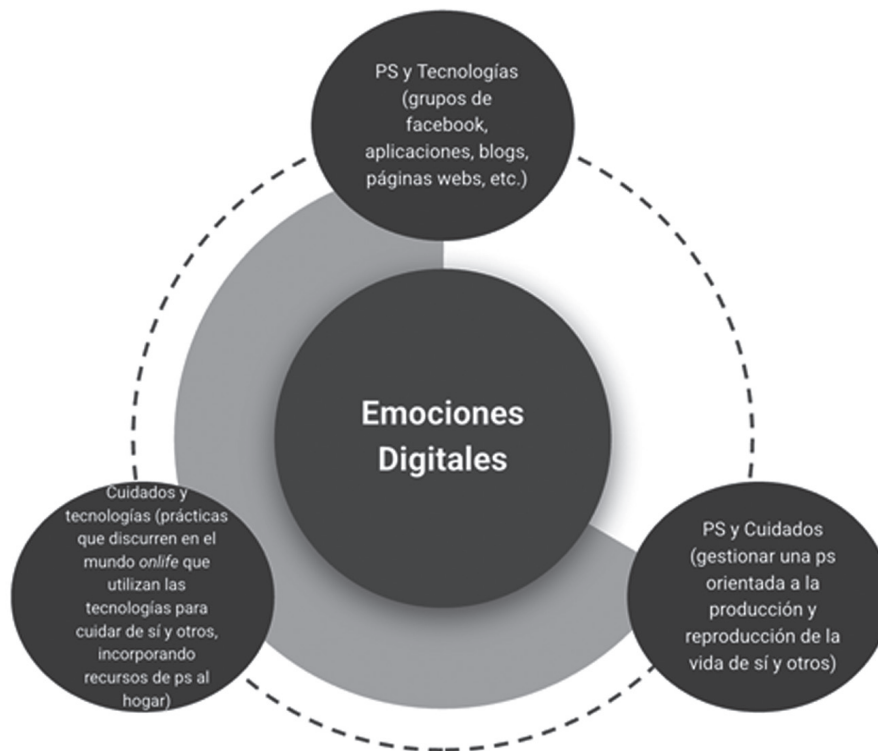 PS y Tecnologías
(grupos de
facebook,
aplicaciones, blogs,
páginas webs, etc.)
Emociones
Digitales
Cuidados y
tecnologías (prácticas
que discurren en el
mundo onlife que
utilizan las
tecnologías para
cuidar de sí y otros,
incorporando
recursos de ps al
hogar)
PS y Cuidados
(gestionar una ps
orientada a la
producción y
reproducción de la
vida de sí y otros)